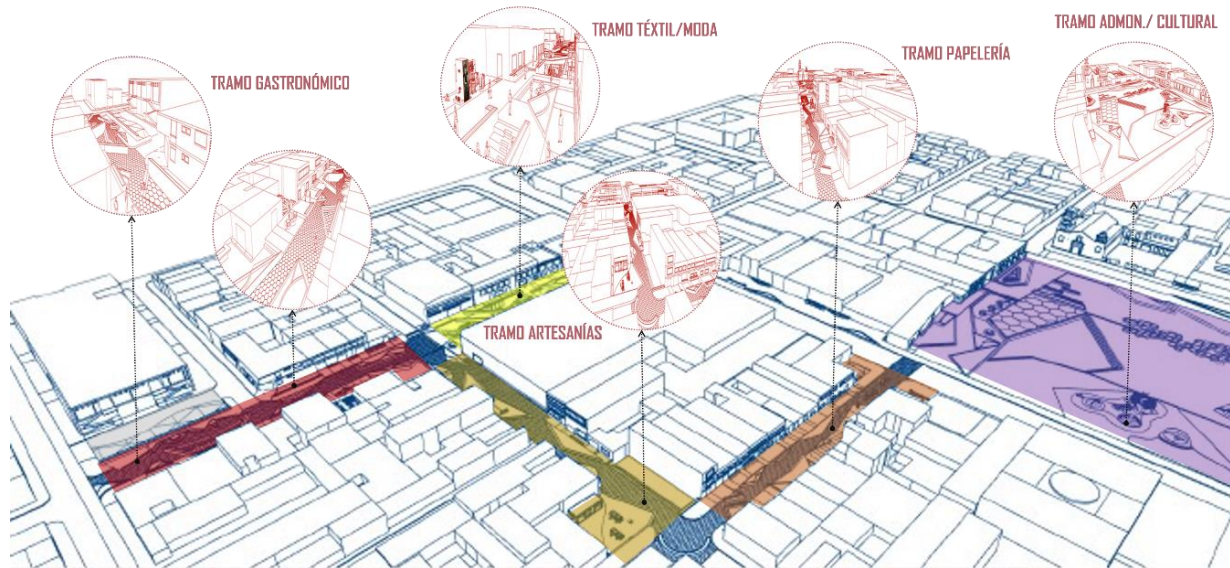 TRAMO GASTRONÓMICO
TRAMO TÉXTIL/MODA
TRAMO ARTESANÍAS
TRAMO PAPELERÍA
TRAMO ADMON./ CULTURAL